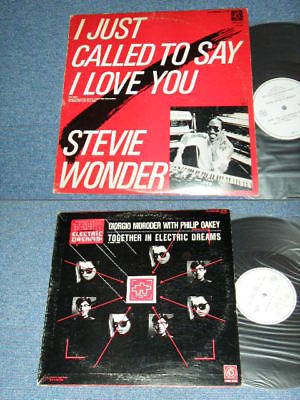 I JUST
CALLED TO SAY
I LOVE YOU
STEVIE
WONDER
ELECTRIC
DREAMS
GIORGIO MORODER WITH PHILIP OAKEY
TOGETHER IN ELECTRIC DREAMS